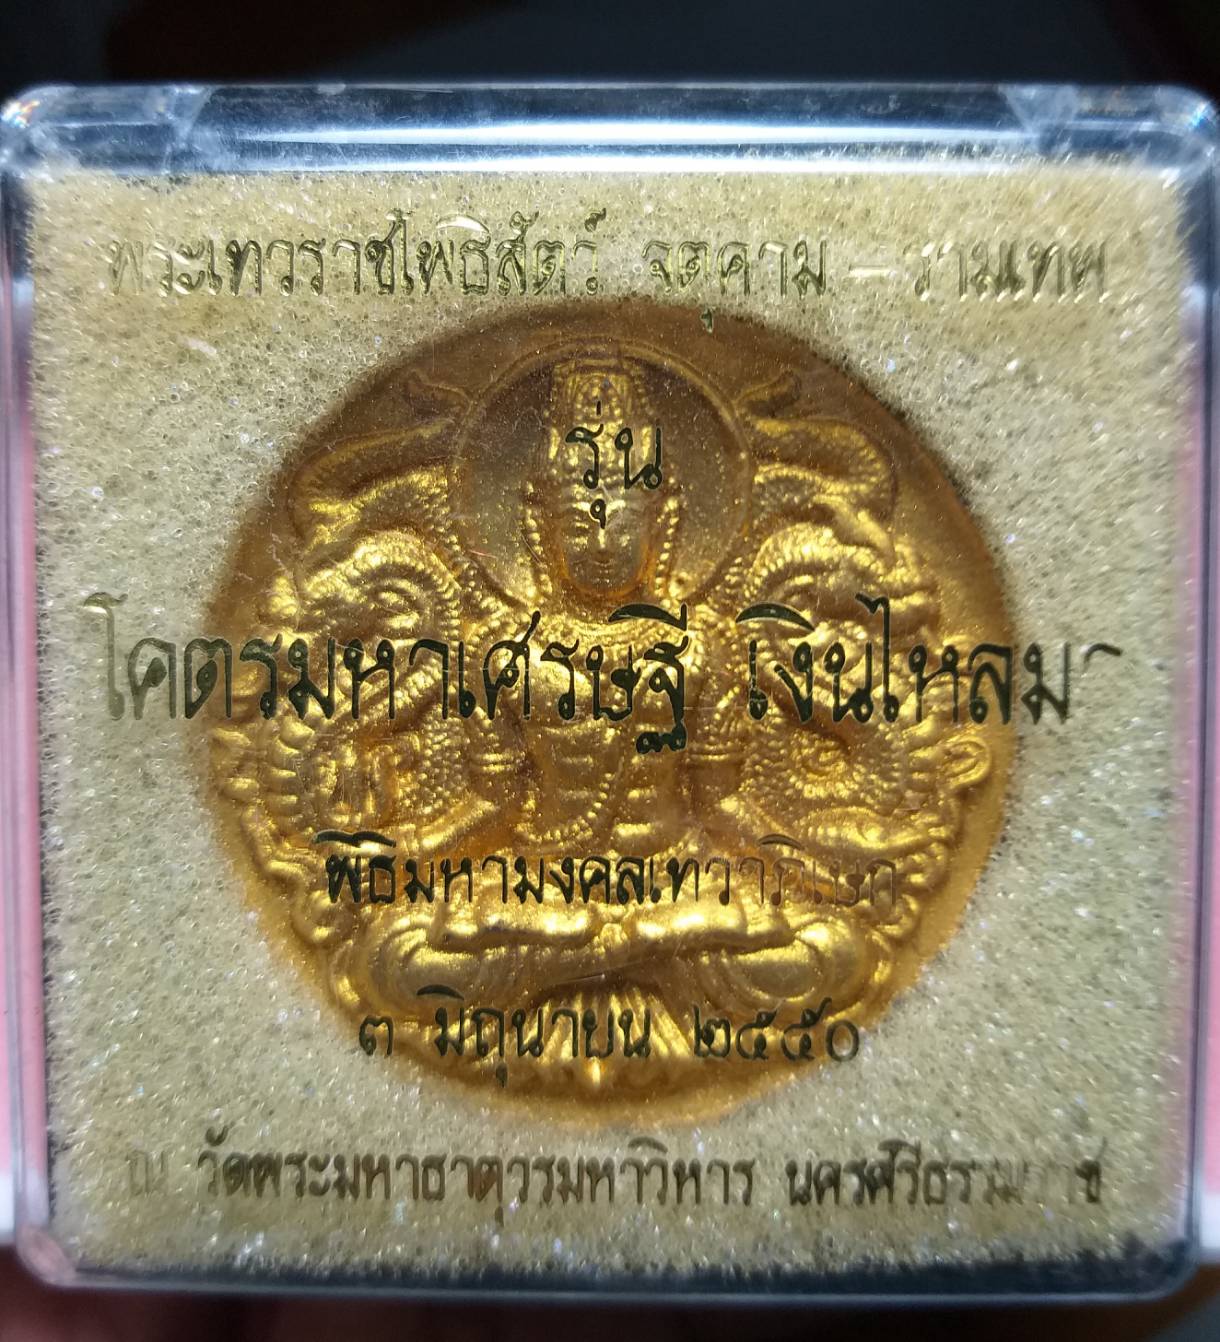 พระเทวราชโพธิสัตว์ จตุคาม - รามเทพ
รุ่น
โคตรมหาเศรษฐี เงินไหลมา
พิธีมหามงคลเทวาภิเษก
๓ มิถุนายน ๒๕๕๐
ณ วัดพระมหาธาตุวรมหาวิหาร นครศรีธรรมราช